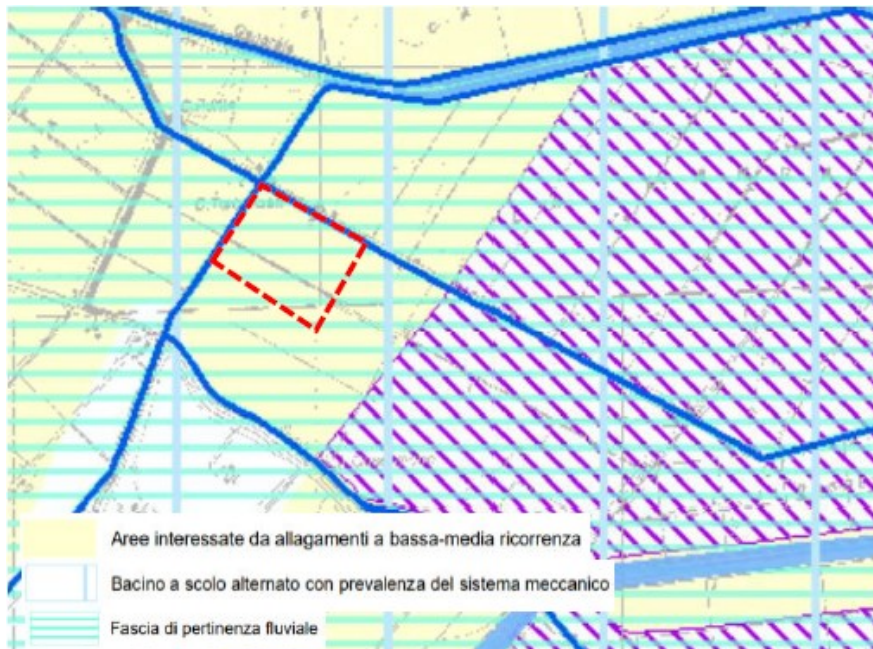 Aree interessate da allagamenti a bassa-media ricorrenza
Bacino a scolo alternato con prevalenza del sistema meccanico
Fascia di pertinenza fluviale